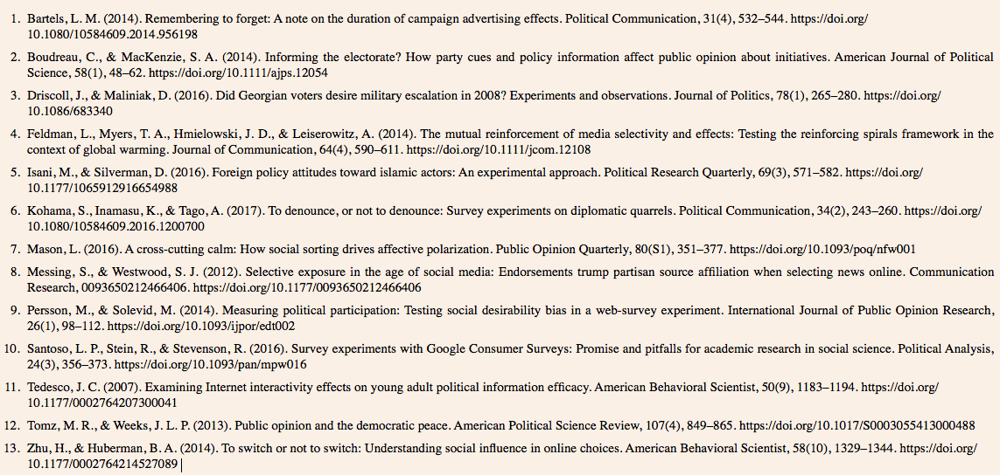 1. Bartels, L. M. (2014). Remembering to forget: A note on the duration of campaign advertising effects. Political Communication, 31(4), 532–544. https://doi.org/
10.1080/10584609.2014.956198
2. Boudreau, C., & MacKenzie, S. A. (2014). Informing the electorate? How party cues and policy information affect public opinion about initiatives. American Journal of Political
Science, 58(1), 48–62. https://doi.org/10.1111/ajps.12054
3. Driscoll, J., & Maliniak, D. (2016). Did Georgian voters desire military escalation in 2008? Experiments and observations. Journal of Politics, 78(1), 265–280. https://doi.org/
10.1086/683340
4. Feldman, L., Myers, T. A., Hmielowski, J. D., & Leiserowitz, A. (2014). The mutual reinforcement of media selectivity and effects: Testing the reinforcing spirals framework in the
context of global warming. Journal of Communication, 64(4), 590–611. https://doi.org/10.1111/jcom.12108
5. Isani, M., & Silverman, D. (2016). Foreign policy attitudes toward islamic actors: An experimental approach. Political Research Quarterly, 69(3), 571–582. https://doi.org/
10.1177/1065912916654988
6. Kohama, S., Inamasu, K., & Tago, A. (2017). To denounce, or not to denounce: Survey experiments on diplomatic quarrels. Political Communication, 34(2), 243–260. https://doi.org/
10.1080/10584609.2016.1200700
7. Mason, L. (2016). A cross-cutting calm: How social sorting drives affective polarization. Public Opinion Quarterly, 80(S1), 351–377. https://doi.org/10.1093/poq/nfw001
8. Messing, S., & Westwood, S. J. (2012). Selective exposure in the age of social media: Endorsements trump partisan source affiliation when selecting news online. Communication
Research, 0093650212466406. https://doi.org/10.1177/0093650212466406
9. Persson, M., & Solevid, M. (2014). Measuring political participation: Testing social desirability bias in a web-survey experiment. International Journal of Public Opinion Research,
26(1), 98–112. https://doi.org/10.1093/ijpor/edt002
10. Santoso, L. P., Stein, R., & Stevenson, R. (2016). Survey experiments with Google Consumer Surveys: Promise and pitfalls for academic research in social science. Political Analysis,
24(3), 356–373. https://doi.org/10.1093/pan/mpw016
11. Tedesco, J. C. (2007). Examining Internet interactivity effects on young adult political information efficacy. American Behavioral Scientist, 50(9), 1183–1194. https://doi.org/
10.1177/0002764207300041
12. Tomz, M. R., & Weeks, J. L. P. (2013). Public opinion and the democratic peace. American Political Science Review, 107(4), 849–865. https://doi.org/10.1017/S0003055413000488
13. Zhu, H., & Huberman, B. A. (2014). To switch or not to switch: Understanding social influence in online choices. American Behavioral Scientist, 58(10), 1329–1344. https://doi.org/
10.1177/0002764214527089